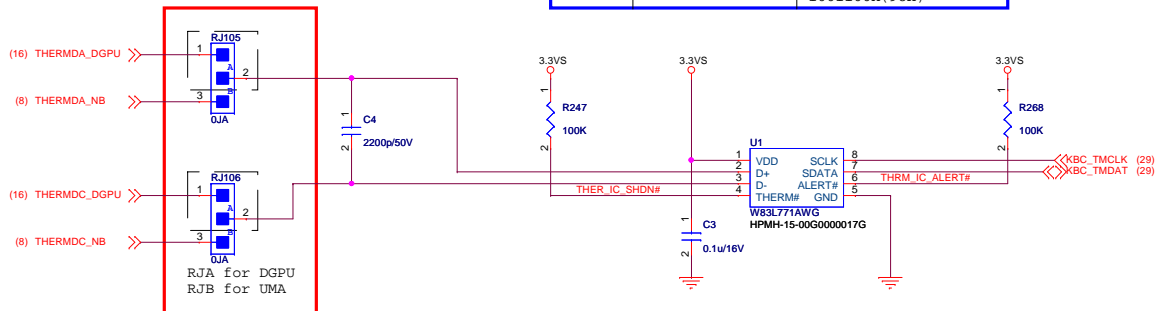 RJ105
(16) THERMDA_DGPU
1
A
2
B
(8) THERMDA_NB
3
0JA
RJ106
(16) THERMDC_DGPU
1
A
2
B
(8) THERMDC_NB
3
0JA
RJA for DGPU
RJB for UMA
1
C4
2200p/50V
2
3.3VS
1
R247
100K
2
THER_IC_SHDN#
3.3VS
1
C3
0.1u/16V
2
U1
1 VDD SCLK 8
2 D+ SDATA 7
3 D- ALERT# 6
4 THERM# GND 5
W83L771AWG
HPMH-15-00G0000017G
3.3VS
1
R268
100K
2
KBC_TMCLK (29)
KBC_TMDAT (29)
THRM_IC_ALERT#